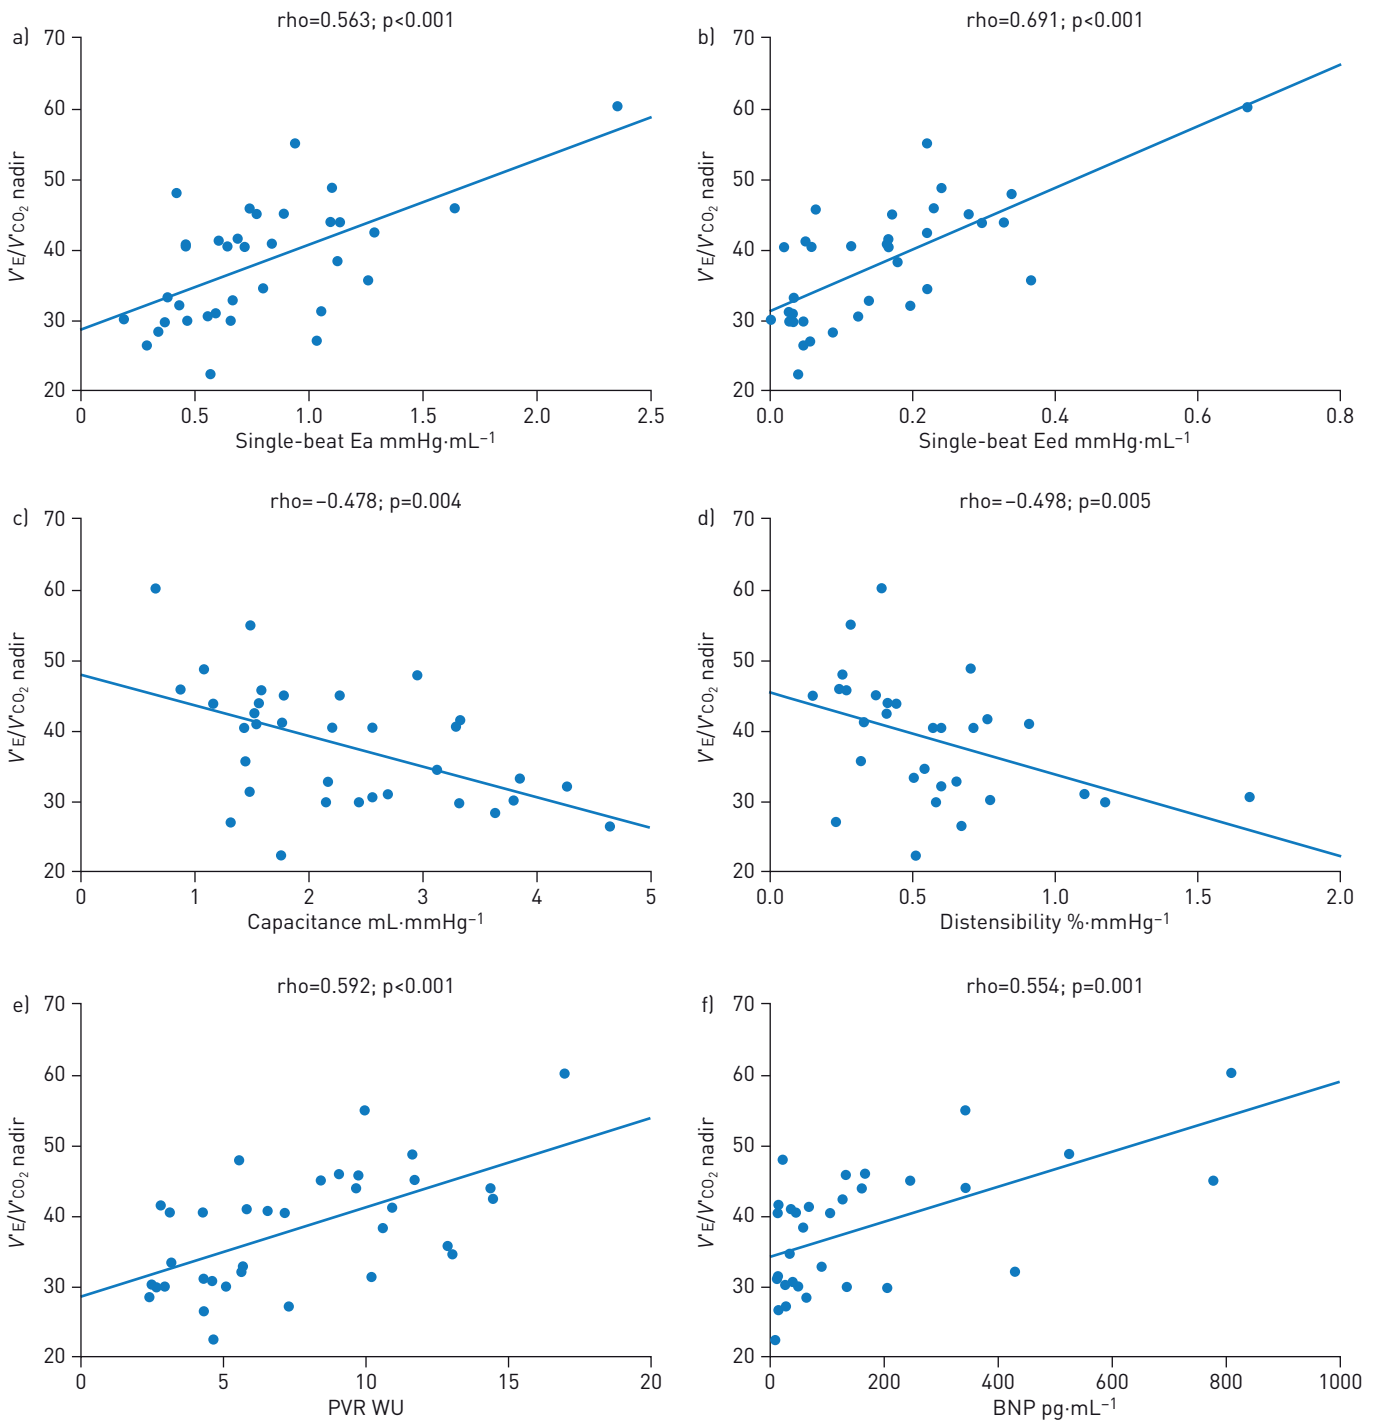 rho=0.563; p<0.001
a)
70
60
50
40
30
20
V'E/V'CO2 nadir
0 0.5 1.0 1.5 2.0 2.5
Single-beat Ea mmHg·mL−1
rho=0.691; p<0.001
b)
70
60
50
40
30
20
V'E/V'CO2 nadir
0.0 0.2 0.4 0.6 0.8
Single-beat Eed mmHg·mL−1
rho=−0.478; p=0.004
c)
70
60
50
40
30
20
V'E/V'CO2 nadir
0 1 2 3 4 5
Capacitance mL·mmHg−1
rho=−0.498; p=0.005
d)
70
60
50
40
30
20
V'E/V'CO2 nadir
0.0 0.5 1.0 1.5 2.0
Distensibility %·mmHg−1
rho=0.592; p<0.001
e)
70
60
50
40
30
20
V'E/V'CO2 nadir
0 5 10 15 20
PVR WU
rho=0.554; p=0.001
f)
70
60
50
40
30
20
V'E/V'CO2 nadir
0 200 400 600 800 1000
BNP pg·mL−1